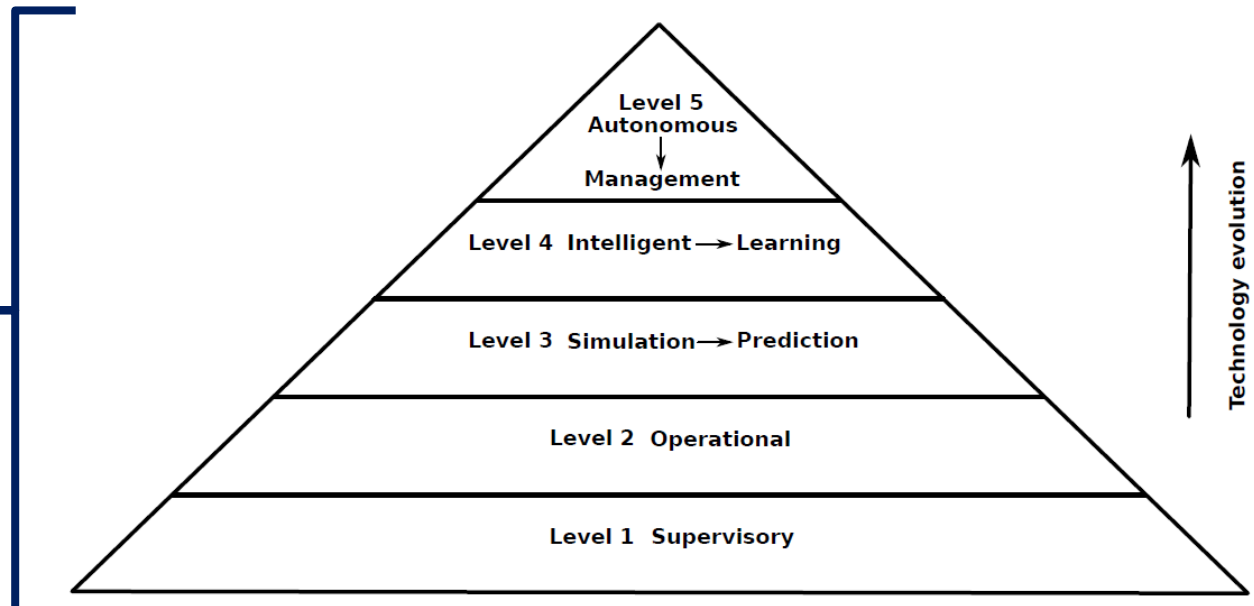 Level 5
Autonomous
Management
Level 4 Intelligent Learning
Level 3 Simulation Prediction
Level 2 Operational
Level 1 Supervisory
Technology evolution